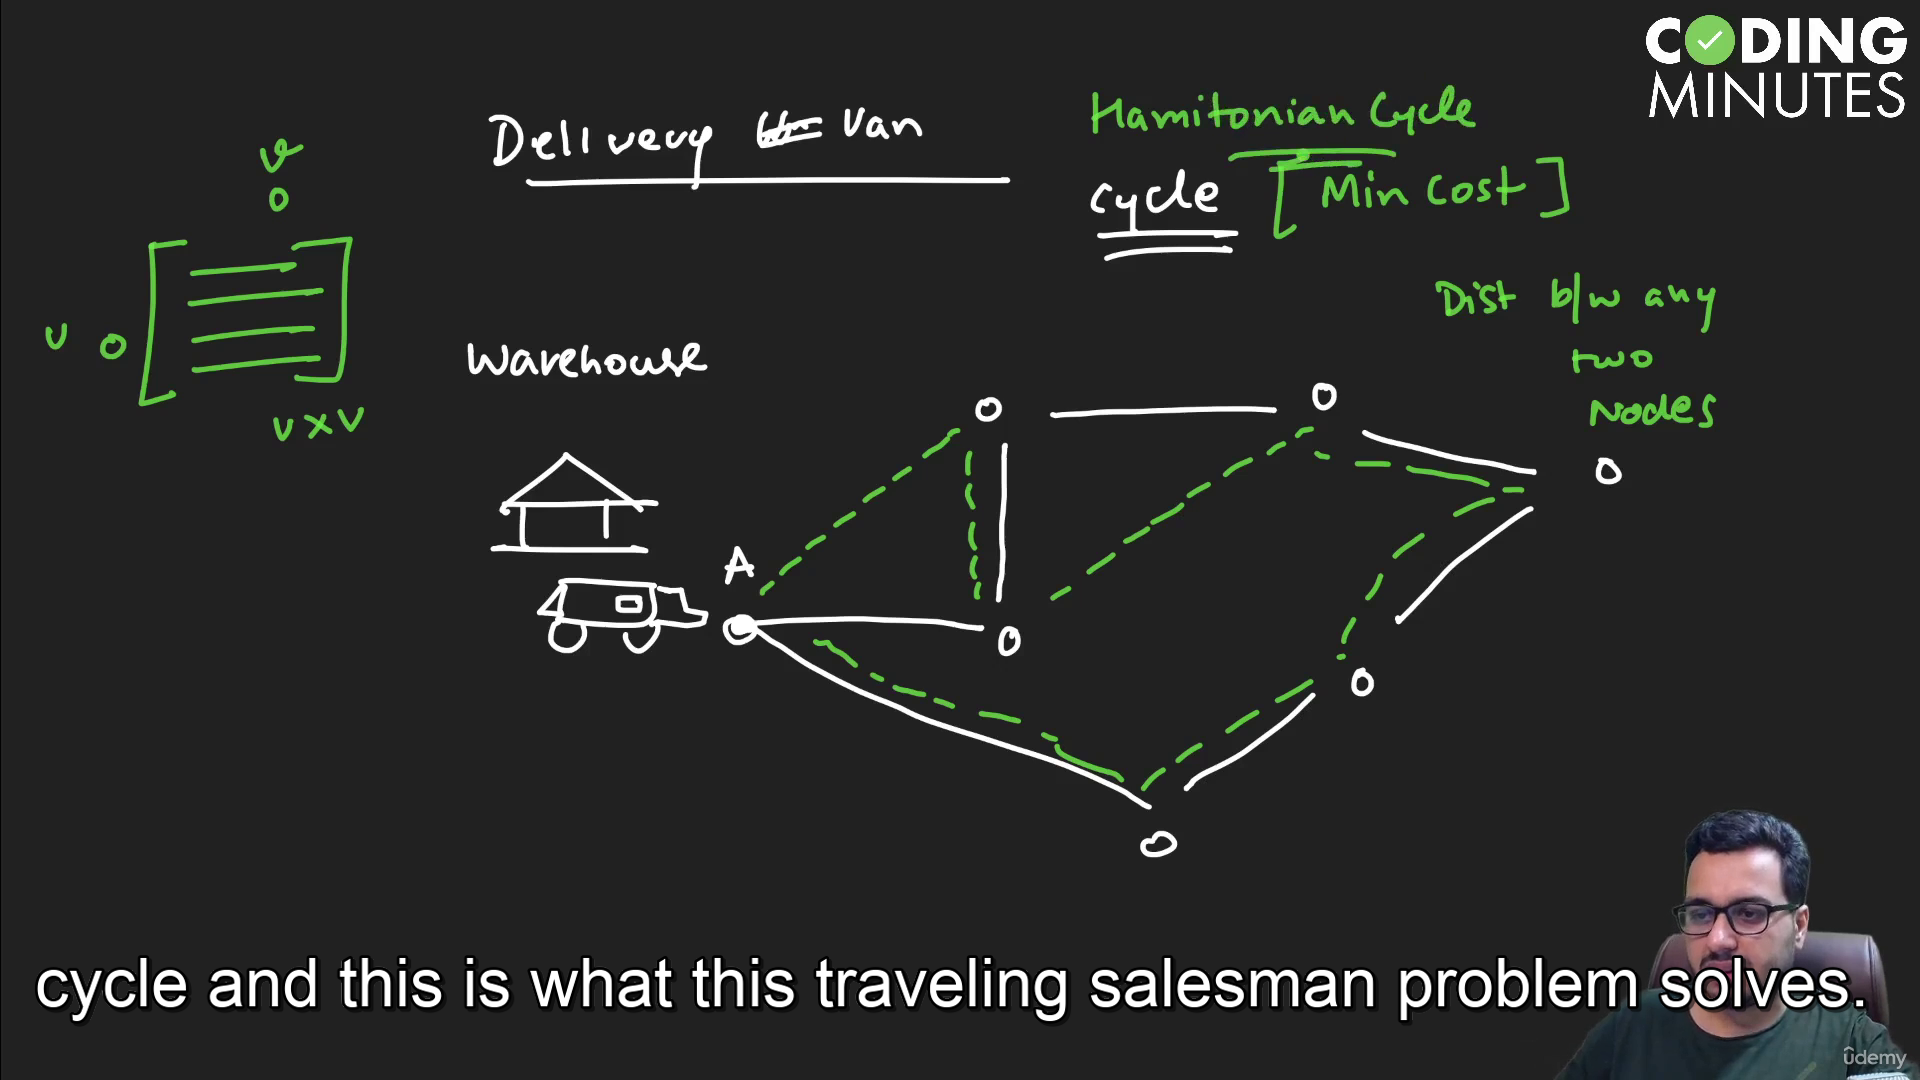 CODING
MINUTES
Delivery Van
Hamitonian Cycle
cycle [Min Cost]
v
0
v 0
v x v
Dist b/w any
two
Nodes
Warehouse
A
cycle and this is what this traveling salesman problem solves.
ûdemy